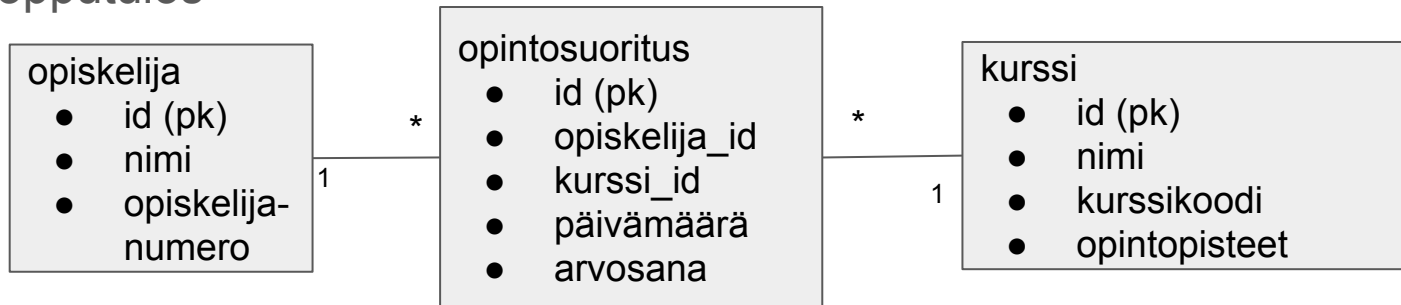 opiskelija
● id (pk)
● nimi
● opiskelija-
numero
1
*
opintosuoritus
● id (pk)
● opiskelija_id
● kurssi_id
● päivämäärä
● arvosana
*
1
kurssi
● id (pk)
● nimi
● kurssikoodi
● opintopisteet